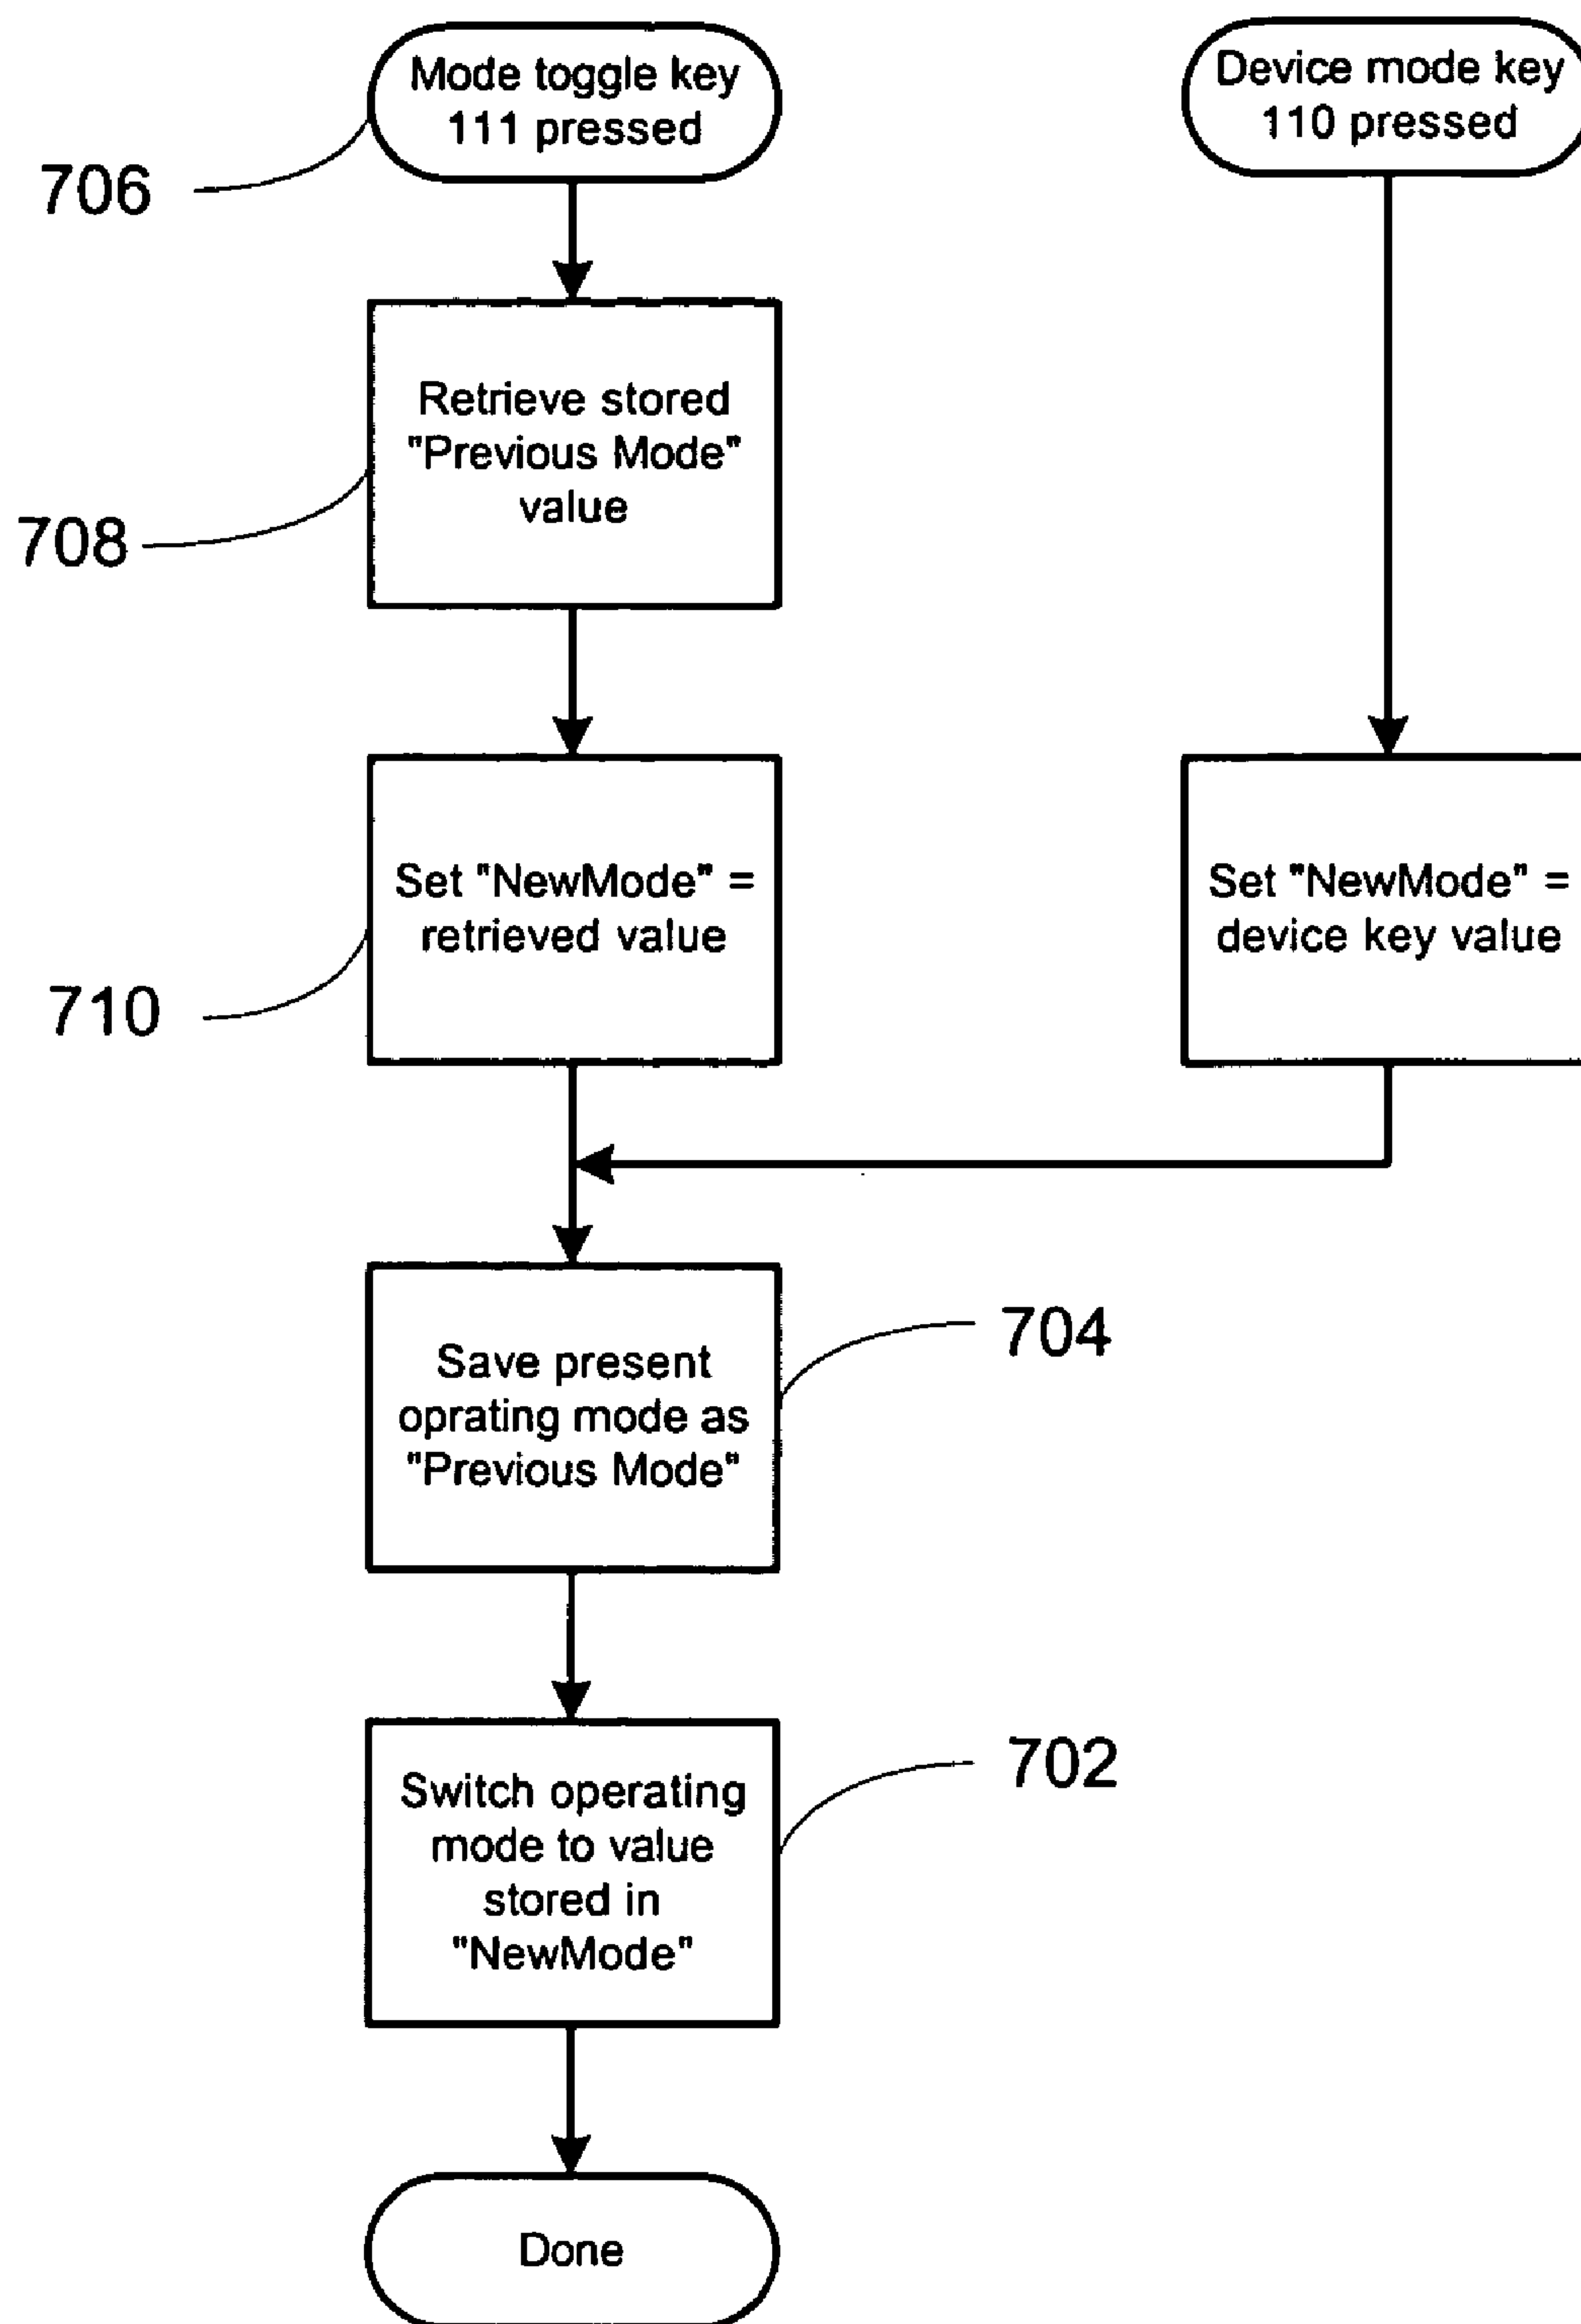 Mode toggle key
111 pressed
Device mode key
110 pressed
706
Retrieve stored
"Previous Mode"
value
708
Set "NewMode" =
retrieved value
Set "NewMode" =
device key value
710
Save present
oprating mode as
"Previous Mode"
704
Switch operating
mode to value
stored in
"NewMode"
702
Done